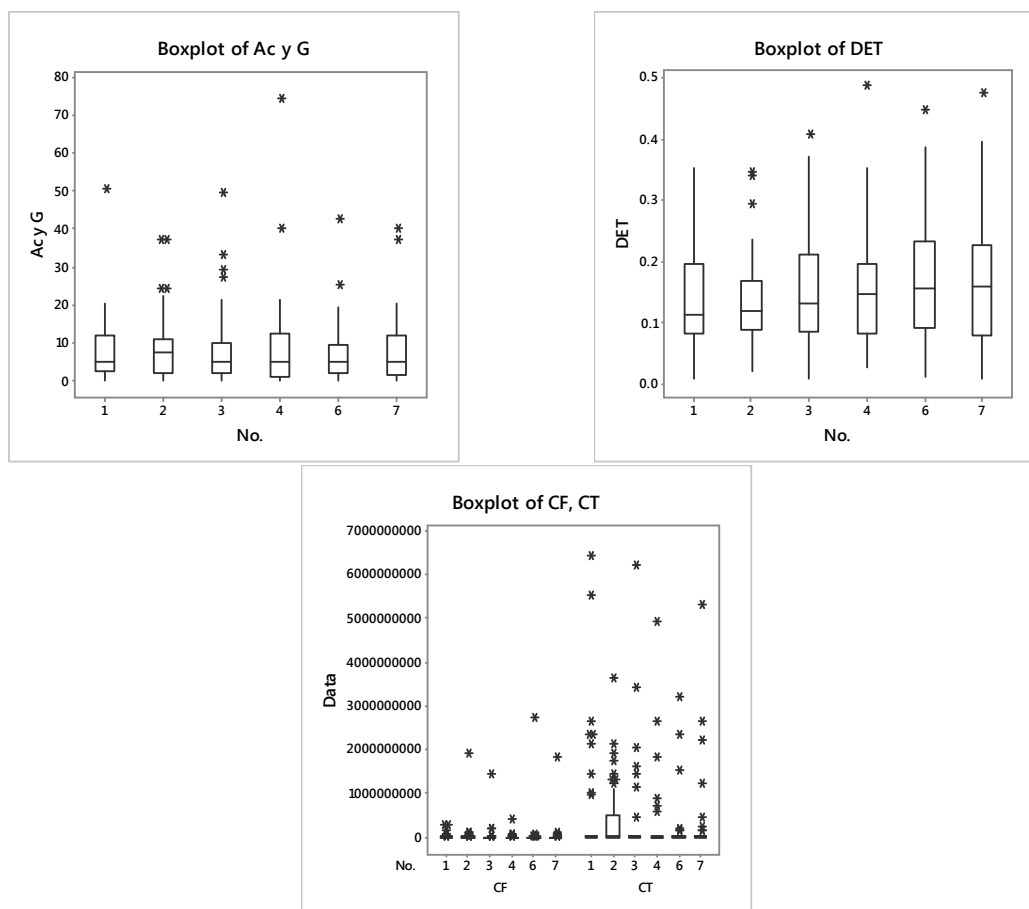 Boxplot of Ac y G
80
70
60
50
40
30
20
10
0
Ac y G
1 2 3 4 6 7
No.
Boxplot of DET
0.5
0.4
0.3
0.2
0.1
0.0
DET
1 2 3 4 6 7
No.
Boxplot of CF, CT
7000000000
6000000000
5000000000
4000000000
3000000000
2000000000
1000000000
0
Data
No. 1 2 3 4 6 7 1 2 3 4 6 7
CF CT